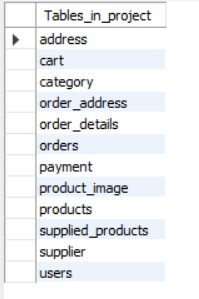 Tables_in_project
address
cart
category
order_address
order_details
orders
payment
product_image
products
supplied_products
supplier
users